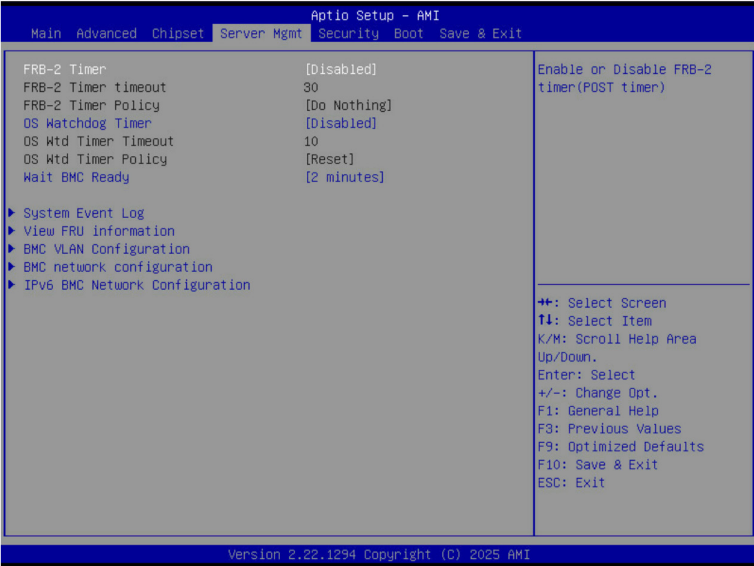 Aptio Setup – AMI
Main Advanced Chipset Server Mgmt Security Boot Save & Exit
FRB-2 Timer [Disabled]
FRB-2 Timer timeout 30
FRB-2 Timer Policy [Do Nothing]
OS Watchdog Timer [Disabled]
OS Wtd Timer Timeout 10
OS Wtd Timer Policy [Reset]
Wait BMC Ready [2 minutes]
System Event Log
View FRU information
BMC VLAN Configuration
BMC network configuration
IPv6 BMC Network Configuration
Enable or Disable FRB-2
timer(POST timer)
→←: Select Screen
↑↓: Select Item
K/M: Scroll Help Area
Up/Down.
Enter: Select
+/-: Change Opt.
F1: General Help
F3: Previous Values
F9: Optimized Defaults
F10: Save & Exit
ESC: Exit
Version 2.22.1294 Copyright (C) 2025 AMI